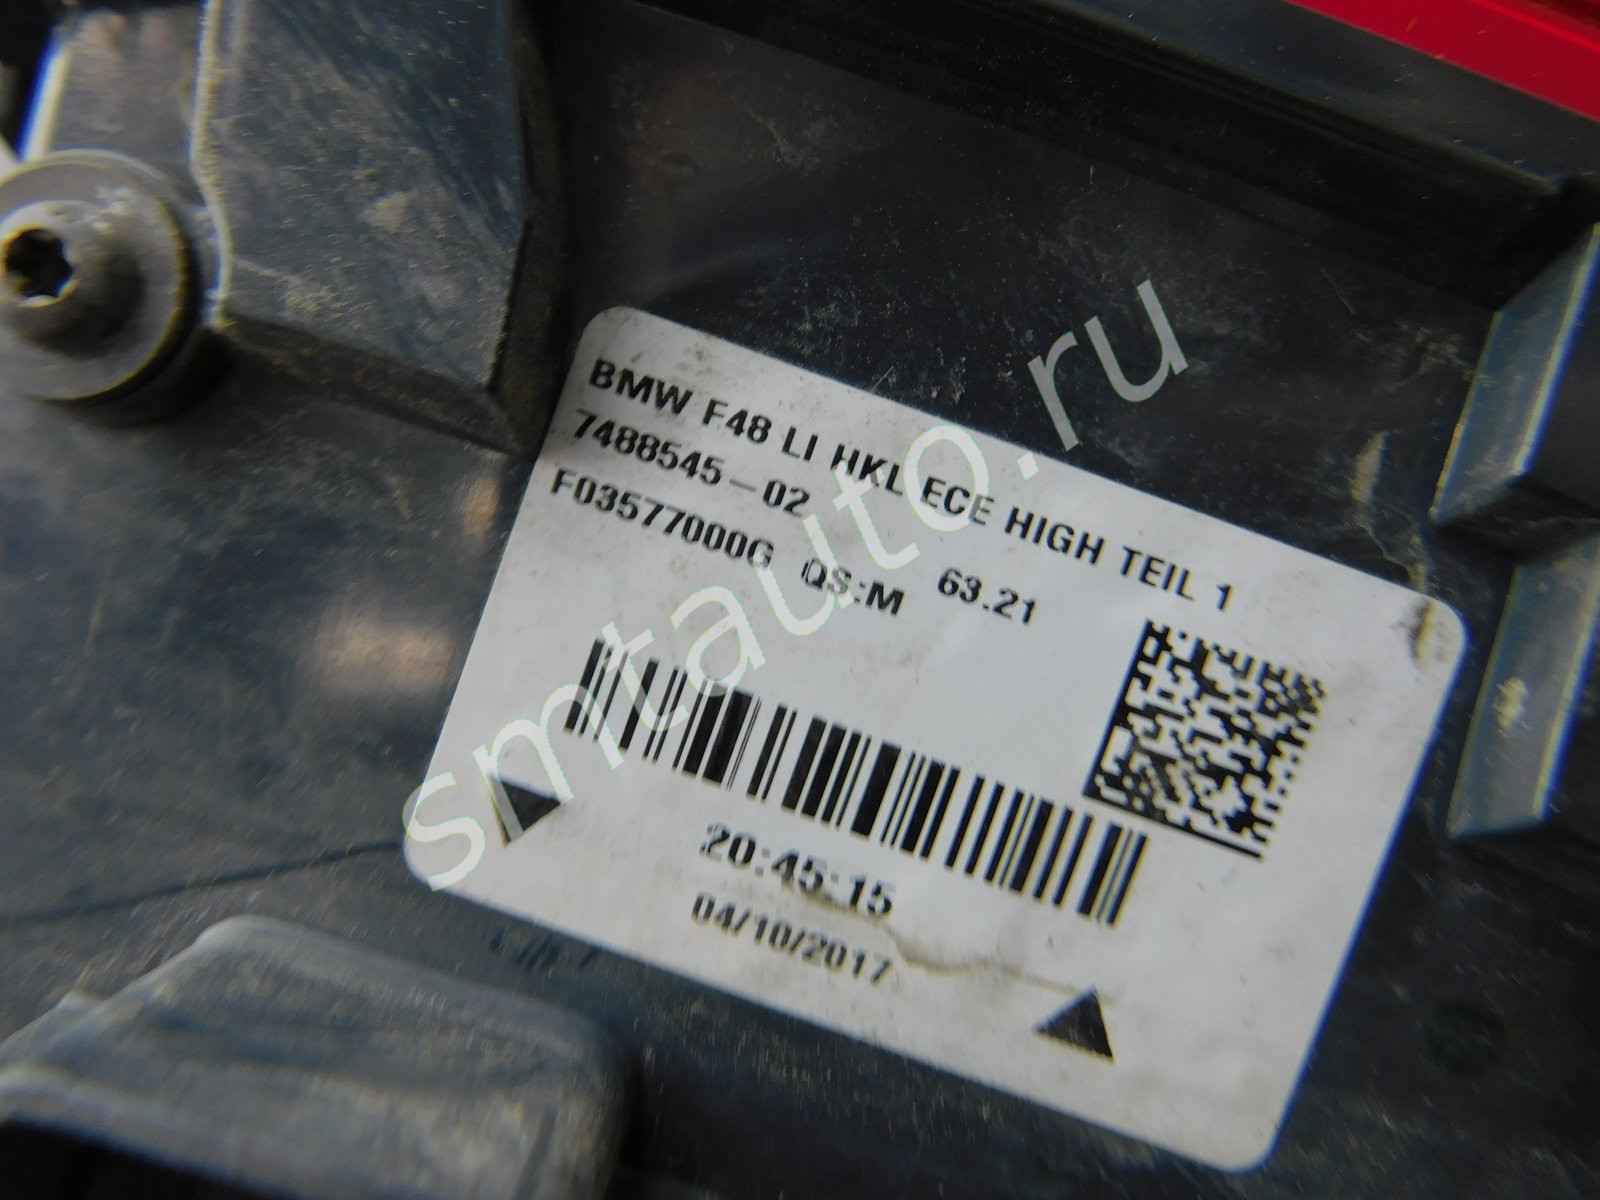 BMW F48 LI HKL ECE HIGH TEIL 1
7488545-02
F03577000G QS:M 63.21
20:45:15
04/10/2017
smtauto.ru